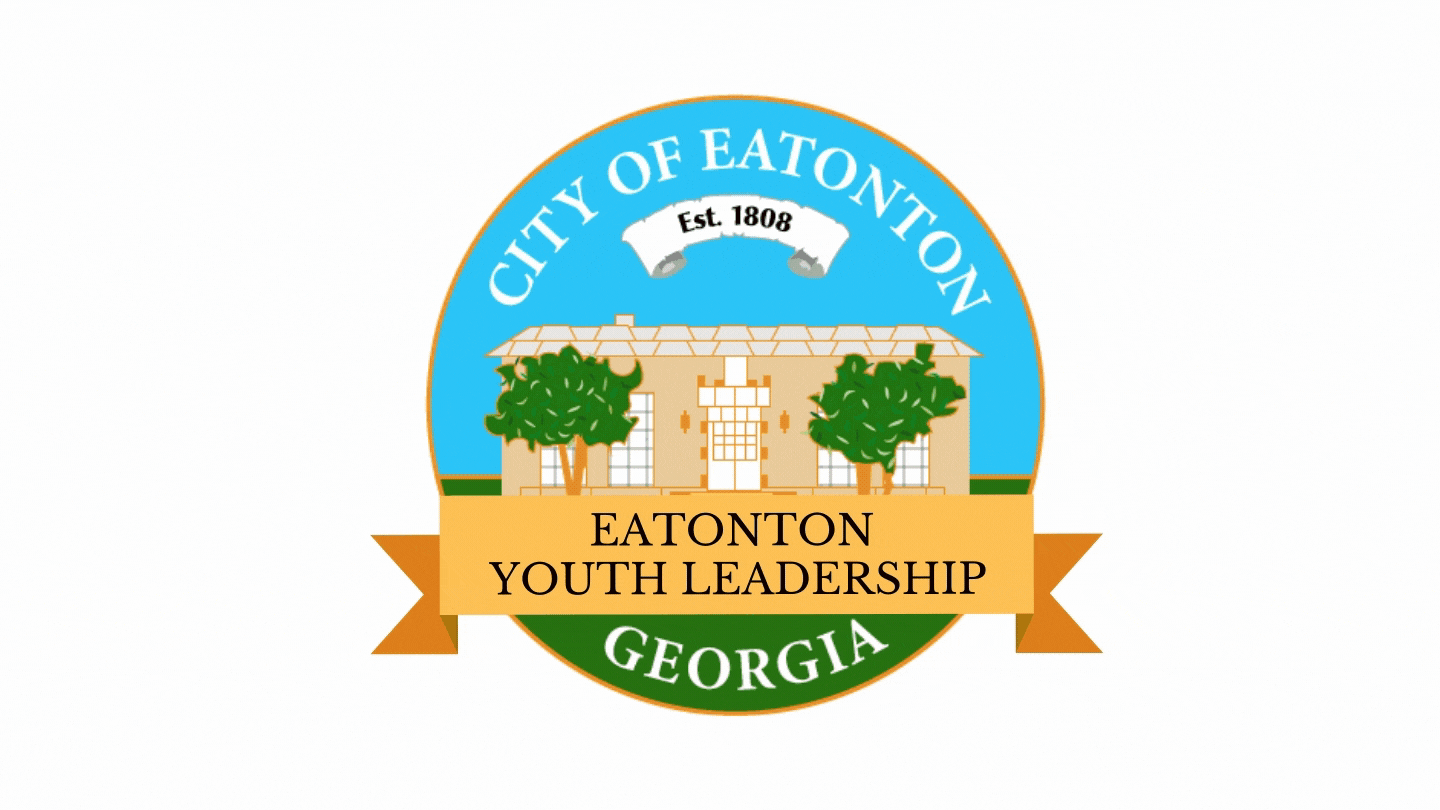 CITY OF EATONTON
Est. 1808
EATONTON
YOUTH LEADERSHIP
GEORGIA